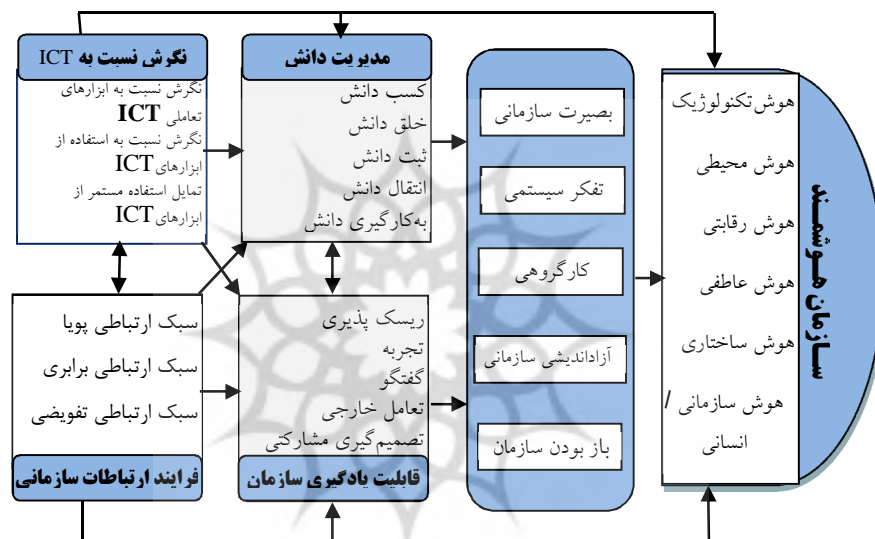 نگرش نسبت به ICT
نگرش نسبت به ابزارهای
تعاملی ICT
نگرش نسبت به استفاده از
ابزارهای ICT
تمایل استفاده مستمر از
ابزارهای ICT
مدیریت دانش
کسب دانش
خلق دانش
ثبت دانش
انتقال دانش
به‌کارگیری دانش
سبک ارتباطی پویا
سبک ارتباطی برابری
سبک ارتباطی تفویضی
فرایند ارتباطات سازمانی
ریسک پذیری
تجربه
گفتگو
تعامل خارجی
تصمیم‌گیری مشارکتی
قابلیت یادگیری سازمان
بصیرت سازمانی
تفکر سیستمی
کارگروهی
آزاداندیشی سازمانی
باز بودن سازمان
هوش تکنولوژیک
هوش محیطی
هوش رقابتی
هوش عاطفی
هوش ساختاری
هوش سازمانی /
انسانی
سازمان هوشمند